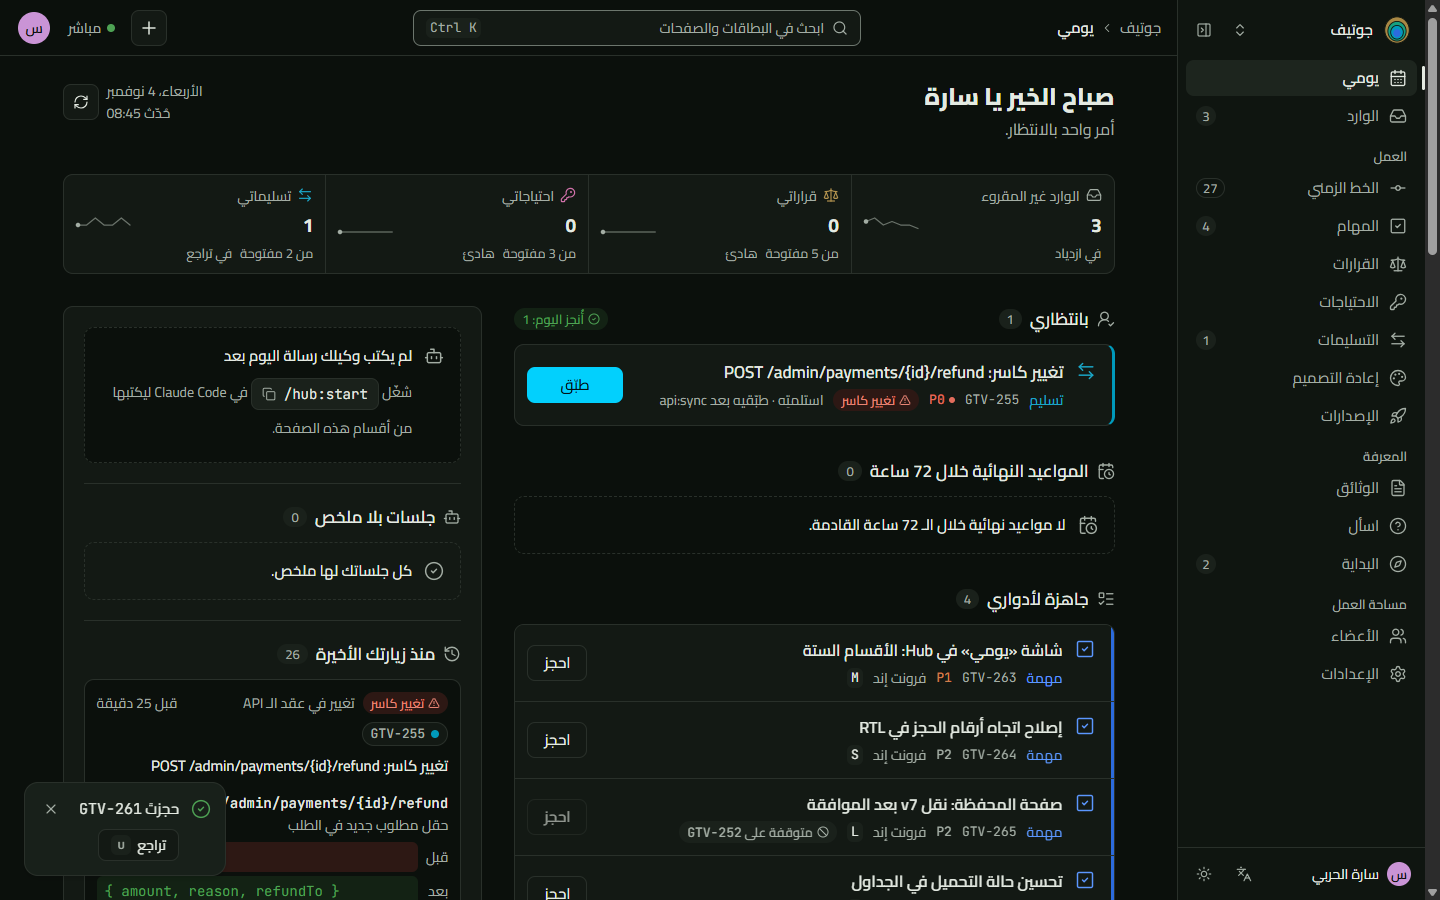 جوتيف
يومي
الوارد
3
العمل
الخط الزمني
27
المهام
4
القرارات
الاحتياجات
التسليمات
1
إعادة التصميم
الإصدارات
المعرفة
الوثائق
اسأل
البداية
2
مساحة العمل
الأعضاء
الإعدادات
س
سارة الحربي
جوتيف
يومي
ابحث في البطاقات والصفحات
Ctrl K
مباشر
س
صباح الخير يا سارة
أمر واحد بالانتظار.
الأربعاء، 4 نوفمبر
حُدّث 08:45
الوارد غير المقروء
3
في ازدياد
قراراتي
0
من 5 مفتوحة هادئ
احتياجاتي
0
من 3 مفتوحة هادئ
تسليماتي
1
من 2 مفتوحة في تراجع
بانتظاري
1
أُنجز اليوم: 1
تغيير كاسر: POST /admin/payments/{id}/refund
تسليم GTV-255 P0 تغيير كاسر استلمتِه · طبّقيه بعد api:sync
طبّق
المواعيد النهائية خلال 72 ساعة
0
لا مواعيد نهائية خلال الـ 72 ساعة القادمة.
جاهزة لأدواري
4
شاشة «يومي» في Hub: الأقسام الستة
مهمة GTV-263 P1 فرونت إند M
احجز
إصلاح اتجاه أرقام الحجز في RTL
مهمة GTV-264 P2 فرونت إند S
احجز
صفحة المحفظة: نقل v7 بعد الموافقة
مهمة GTV-265 P2 فرونت إند L متوقفة على GTV-252
احجز
تحسين حالة التحميل في الجداول
احجز
لم يكتب وكيلك رسالة اليوم بعد
شغّل /hub:start في Claude Code ليكتبها
من أقسام هذه الصفحة.
جلسات بلا ملخص
0
كل جلساتك لها ملخص.
منذ زيارتك الأخيرة
26
تغيير كاسر تغيير في عقد الـ API
قبل 25 دقيقة
GTV-255
تغيير كاسر: POST /admin/payments/{id}/refund
/admin/payments/{id}/refund
حقل مطلوب جديد في الطلب
قبل
بعد
{ amount, reason, refundTo }
حجزتَ GTV-261
تراجع U